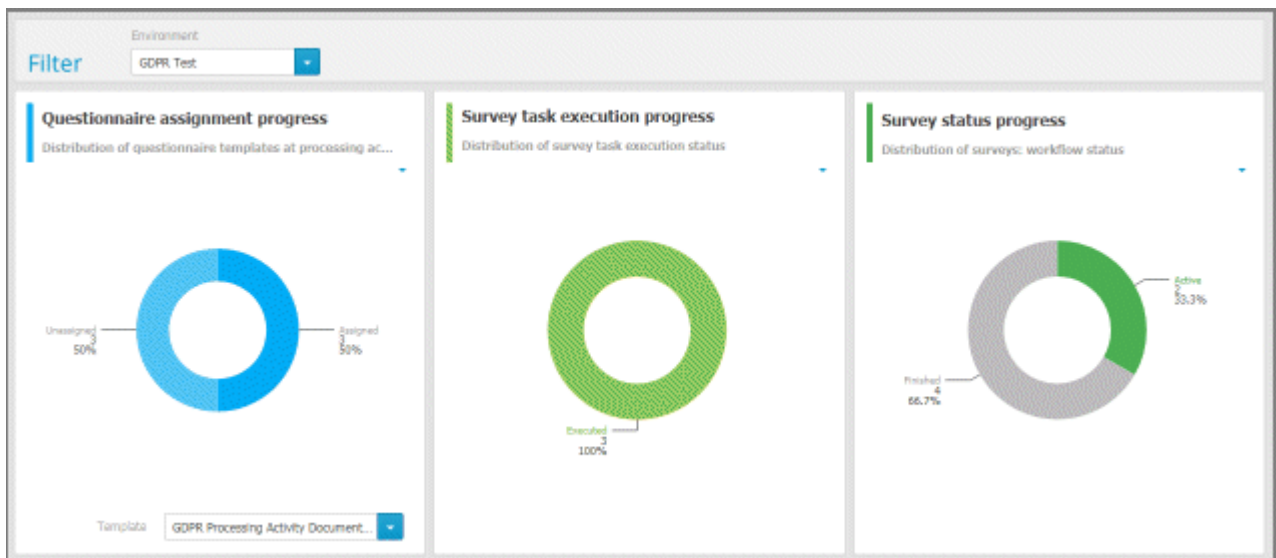 Environment
Filter
GDPR Test
Questionnaire assignment progress
Distribution of questionnaire templates at processing ac...
Unassigned
3
50%
Assigned
3
50%
Template
GDPR Processing Activity Document...
Survey task execution progress
Distribution of survey task execution status
Executed
3
100%
Survey status progress
Distribution of surveys: workflow status
Active
2
33.3%
Finished
4
66.7%